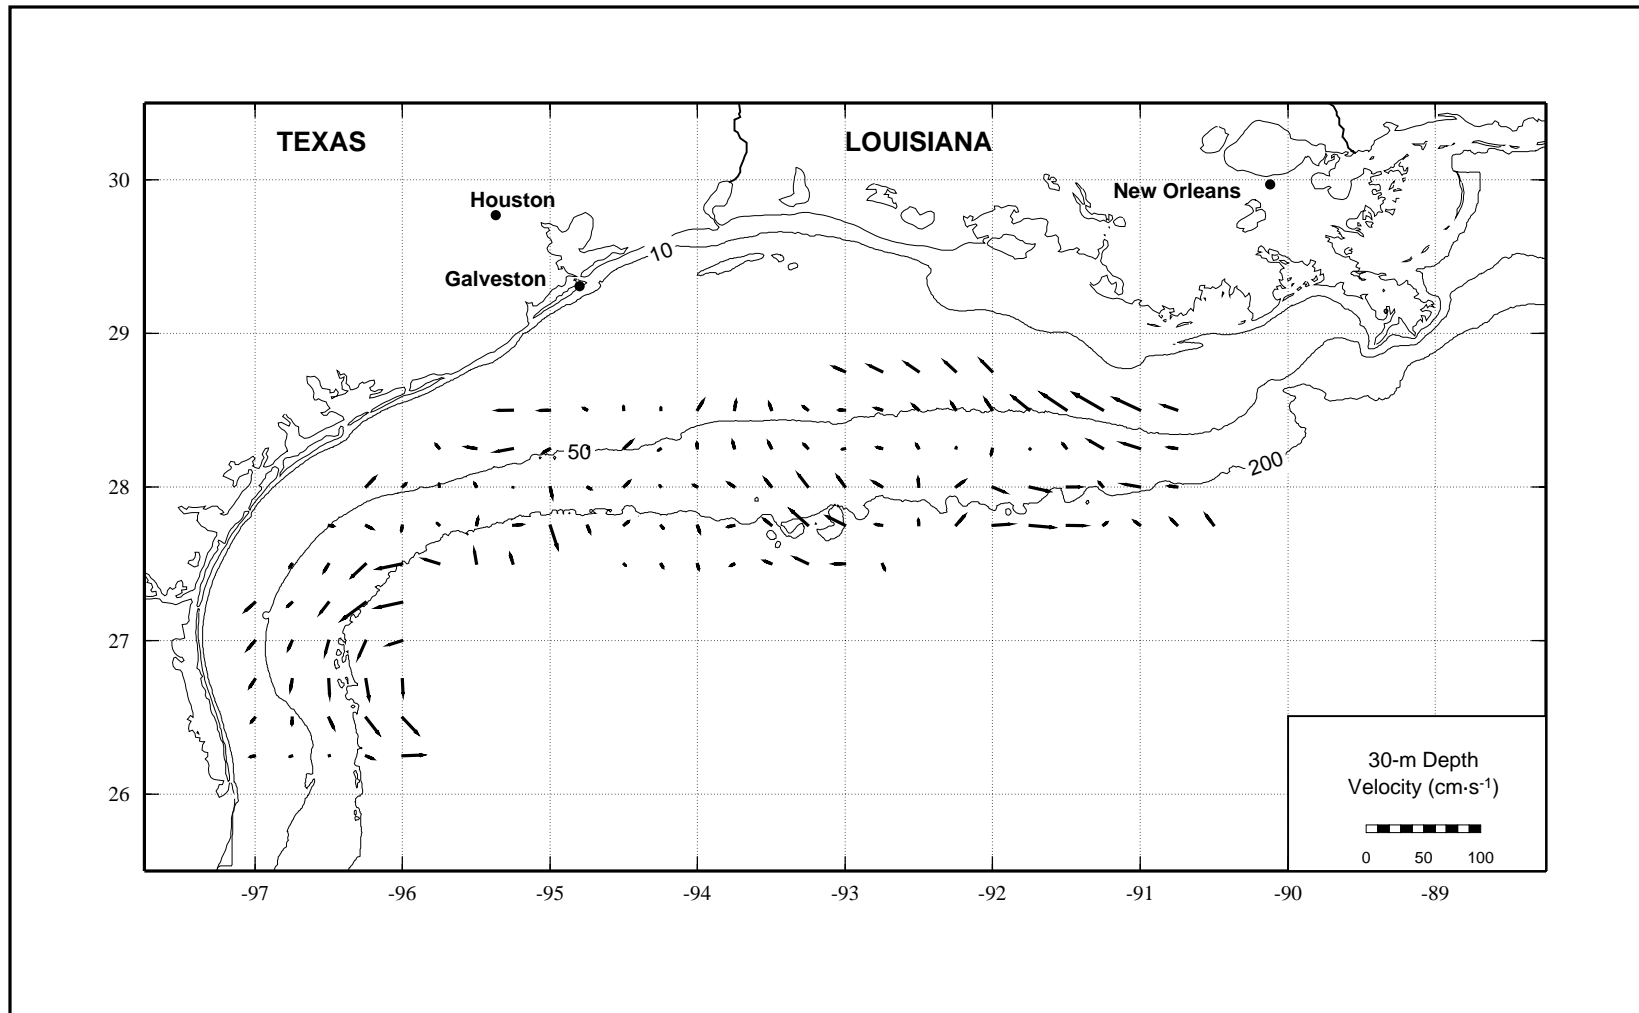 TEXAS
LOUISIANA
30
New Orleans
Houston
10
Galveston
29
50
200
28
27
26
30-m Depth
Velocity (cm·s-1)
0 50 100
-97 -96 -95 -94 -93 -92 -91 -90 -89